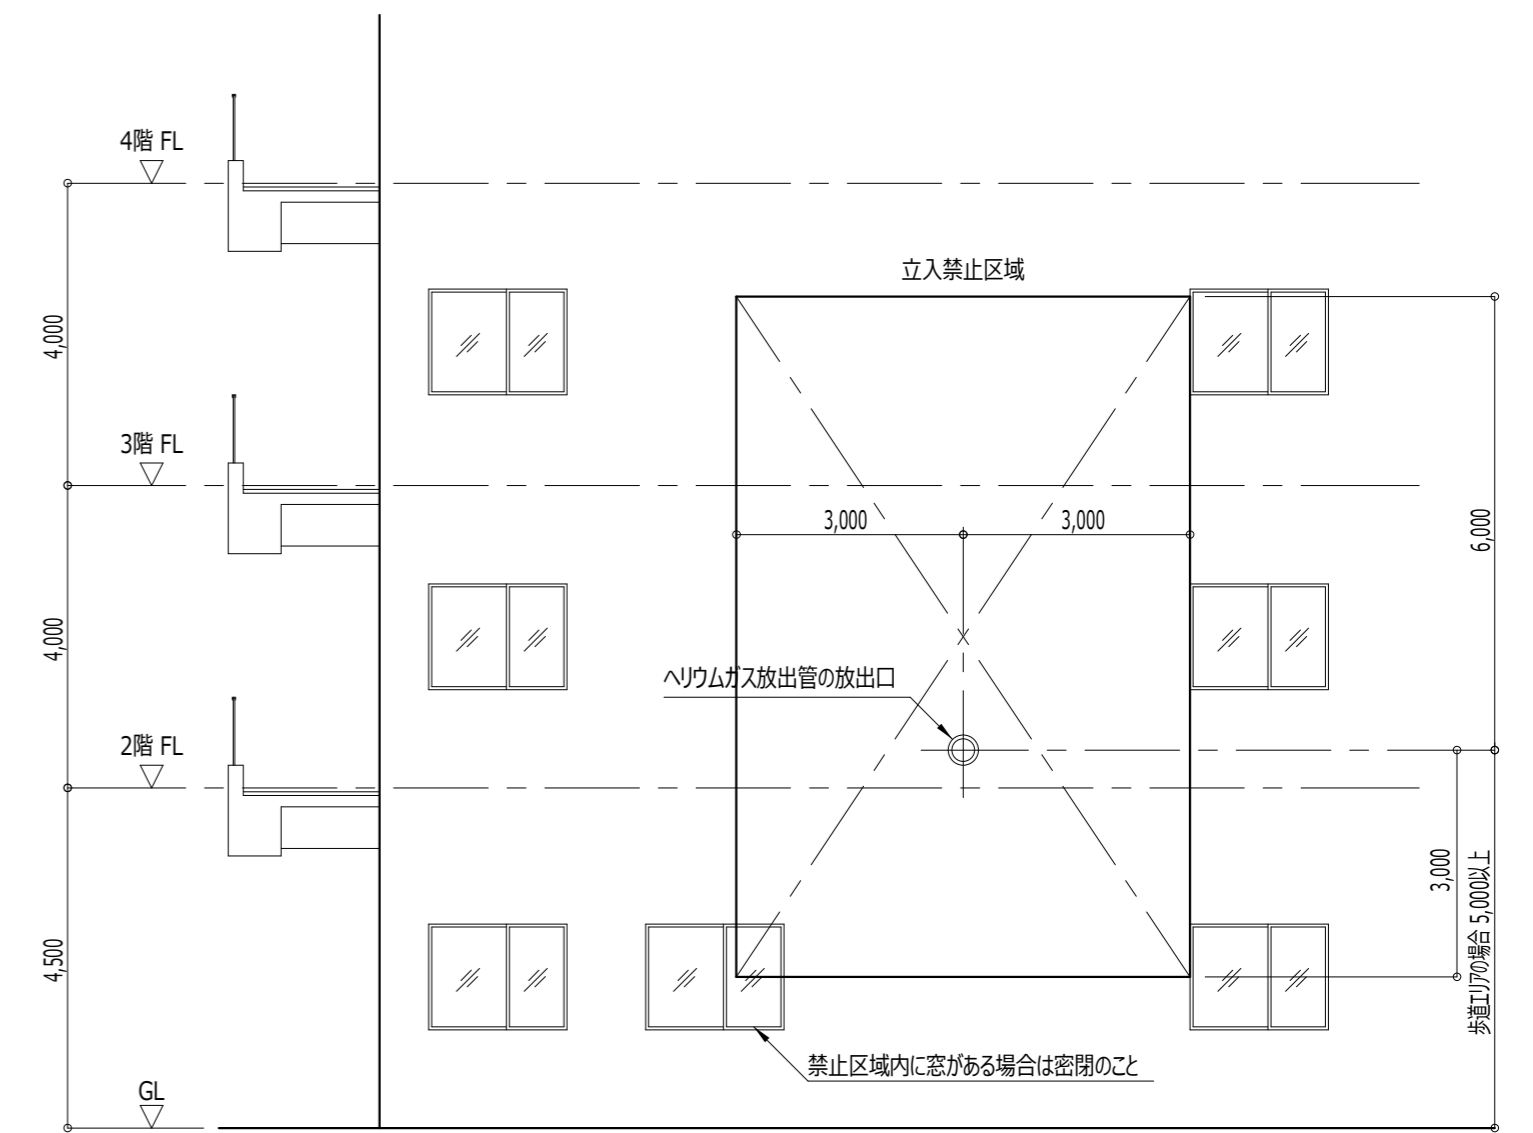 4階 FL
立入禁止区域
4,000
3階 FL
3,000
3,000
6,000
4,000
ヘリウムガス放出管の放出口
2階 FL
3,000
歩道エリアの場合 5,000以上
4,500
禁止区域内に窓がある場合は密閉のこと
GL